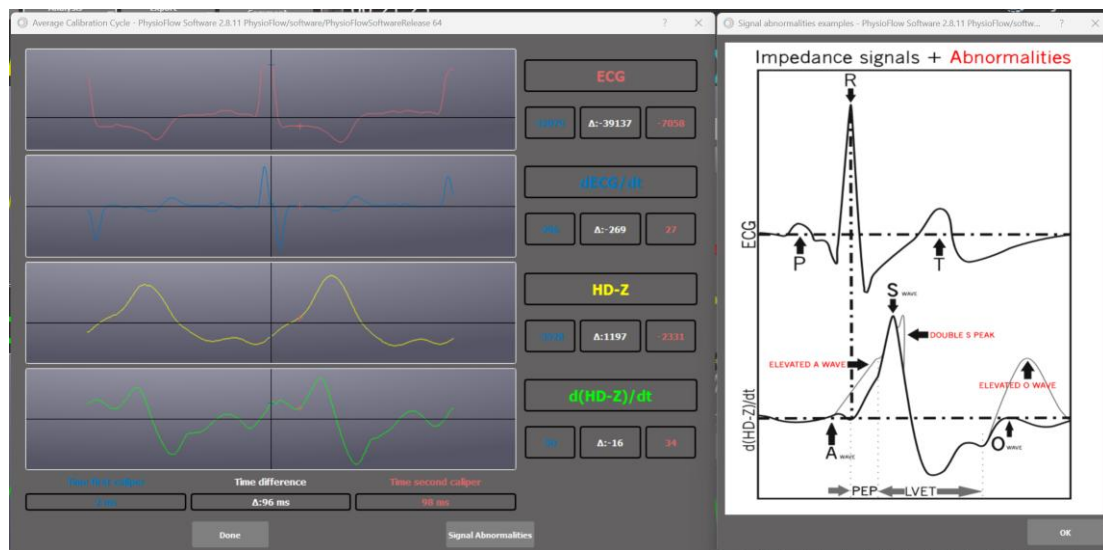 Average Calibration Cycle - PhysioFlow Software 2.8.11 PhysioFlow/software/PhysioFlowSoftwareRelease 64
ECG
Δ:-39137
-7058
dECG/dt
Δ:-269
27
HD-Z
Δ:1197
-2331
d(HD-Z)/dt
Δ:-16
34
Time first caliper
Time difference
Time second caliper
Δ:96 ms
98 ms
Done
Signal Abnormalities
Signal abnormalities examples - PhysioFlow Software 2.8.11 PhysioFlow/softw...
Impedance signals + Abnormalities
R
ECG
P
T
S WAVE
DOUBLE S PEAK
ELEVATED A WAVE
ELEVATED O WAVE
d(HD-Z)/dt
A WAVE
O WAVE
PEP
LVET
OK